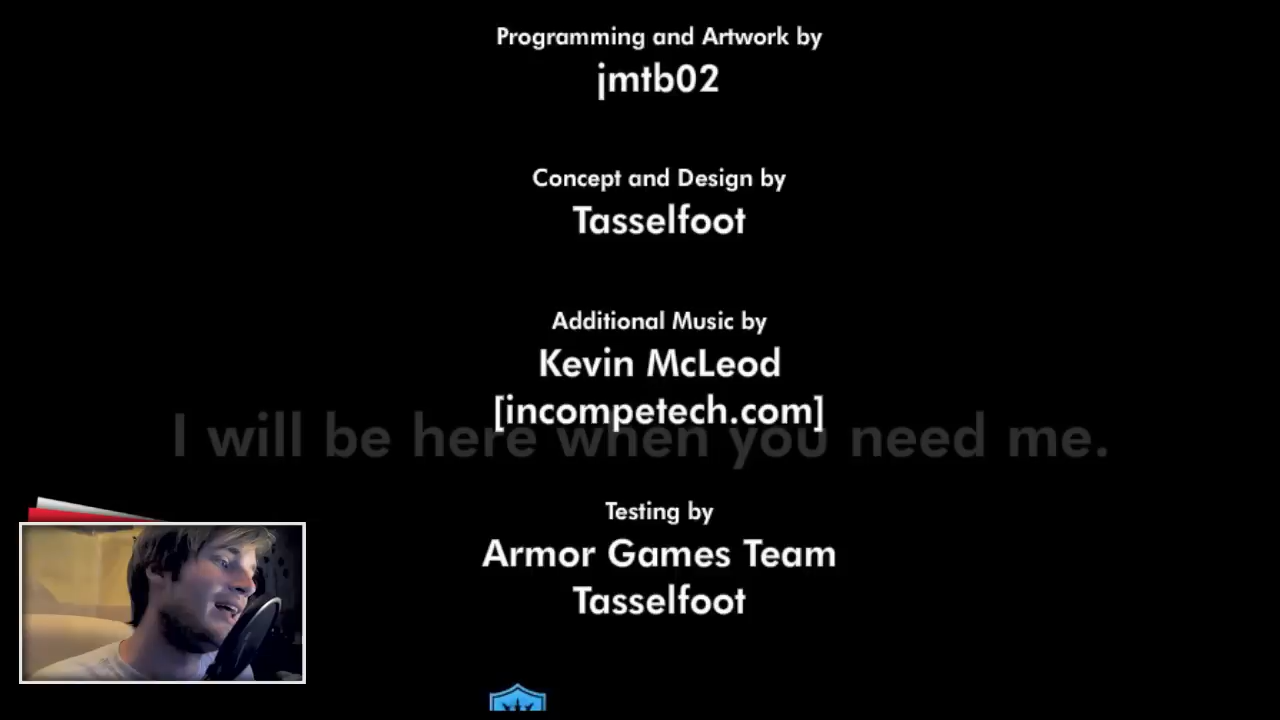 Programming and Artwork by
jmtb02
Concept and Design by
Tasselfoot
Additional Music by
Kevin McLeod
[incompetech.com]
I will be here when you need me.
Testing by
Armor Games Team
Tasselfoot